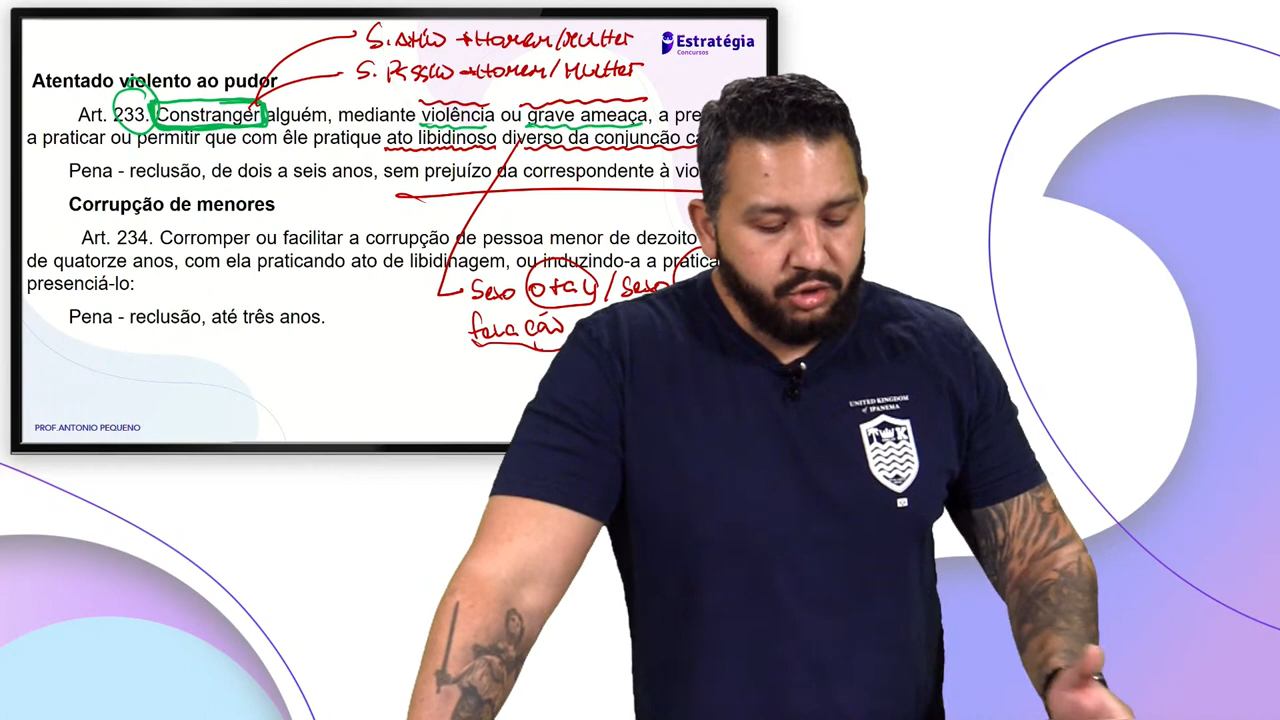 S. Ativo → Homem/Mulher
Estratégia
Concursos
S. Passivo → Homem/Mulher
Atentado violento ao pudor
Art. 233. Constranger alguém, mediante violência ou grave ameaça, a
a praticar ou permitir que com êle pratique ato libidinoso diverso da conjunção
Pena - reclusão, de dois a seis anos, sem prejuízo da correspondente à
Corrupção de menores
Art. 234. Corromper ou facilitar a corrupção de pessoa menor de dezoito
de quatorze anos, com ela praticando ato de libidinagem, ou induzindo-a a
presenciá-lo:
Sexo oral / Sexo
Pena - reclusão, até três anos.
PROF.ANTONIO PEQUENO
UNITED KINGDOM
of IPANEMA